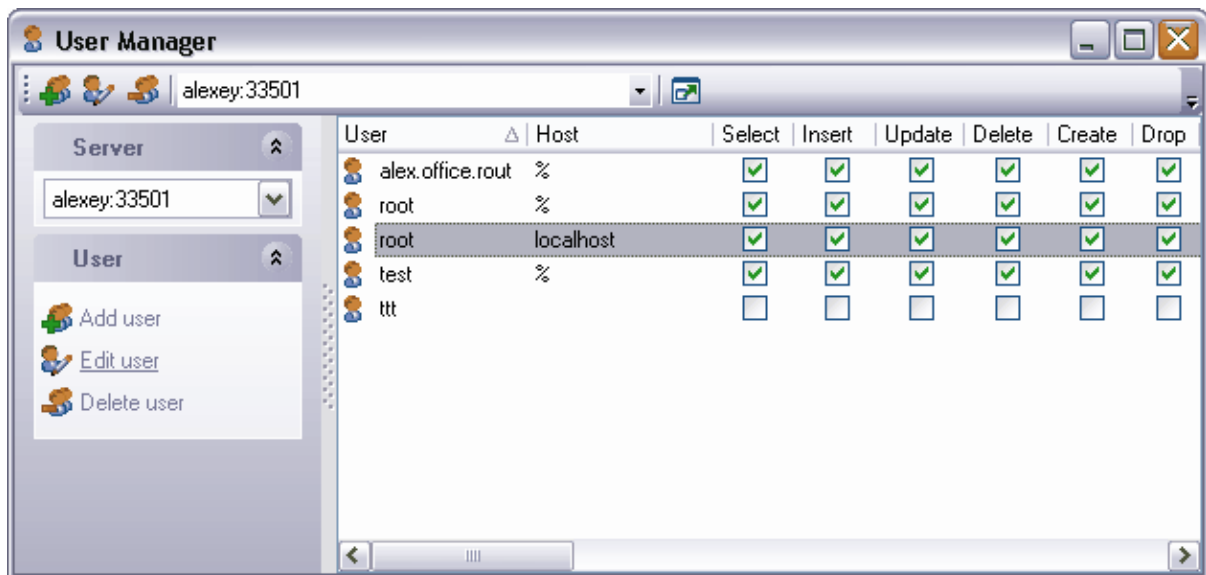 User Manager
alexey:33501
Server
alexey:33501
User
Add user
Edit user
Delete user
User Host Select Insert Update Delete Create Drop
alex.office.rout %
root %
root localhost
test %
ttt